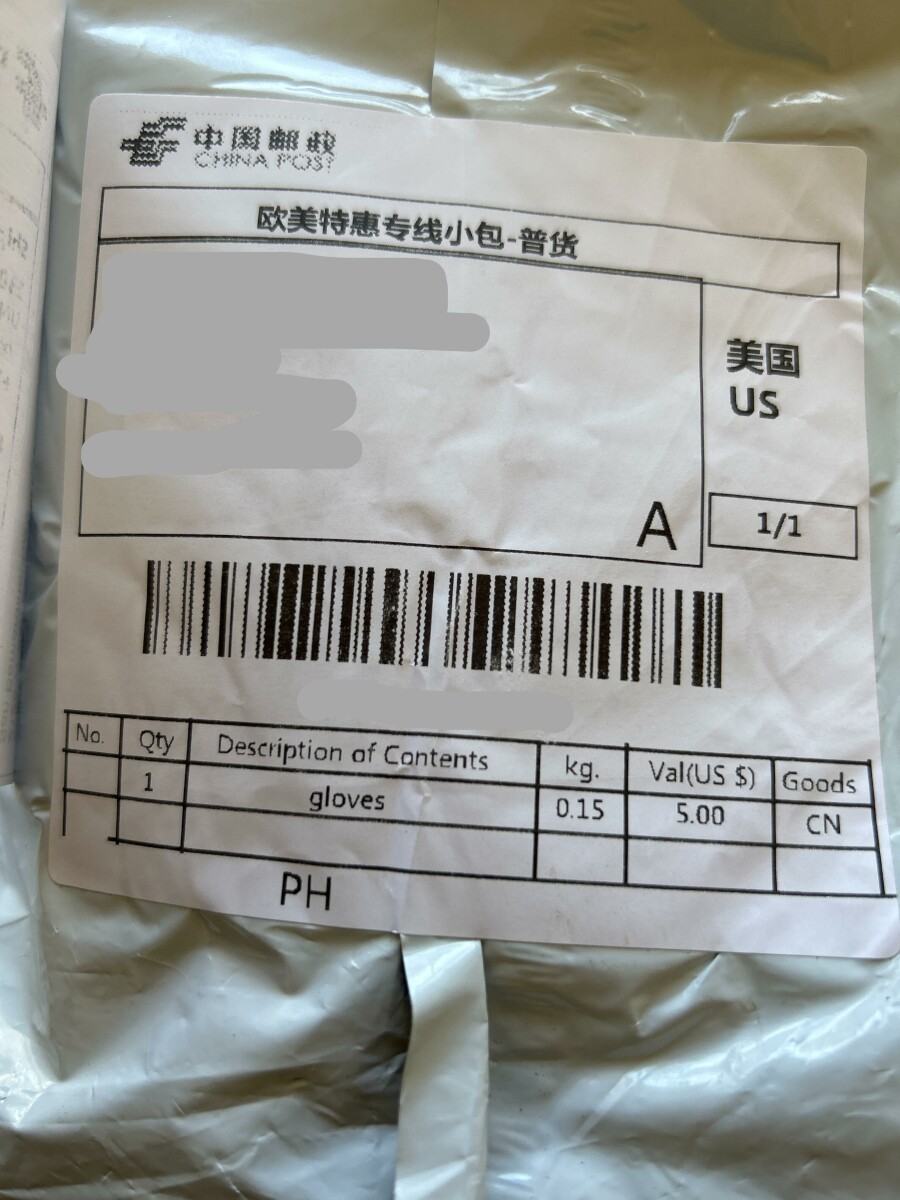 中国邮政
CHINA POST
欧美特惠专线小包-普货
美国
US
A
1/1
No. Qty Description of Contents kg. Val(US $) Goods
1 gloves 0.15 5.00 CN
PH